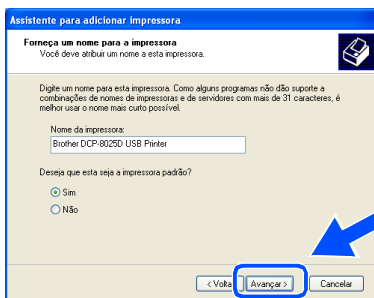 Assistente para adicionar impressora
Forneça um nome para a impressora
Você deve atribuir um nome a esta impressora.
Digite um nome para esta impressora. Como alguns programas não dão suporte a
combinações de nomes de impressoras e de servidores com mais de 31 caracteres, é
melhor usar o nome mais curto possível.
Nome da impressora:
Brother DCP-8025D USB Printer
Deseja que esta seja a impressora padrão?
Sim
Não
< Volta Avançar > Cancelar